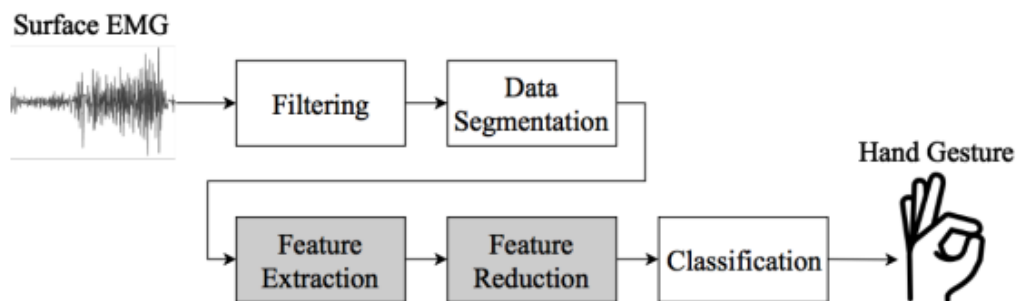 Surface EMG
Filtering
Data
Segmentation
Hand Gesture
Feature
Extraction
Feature
Reduction
Classification